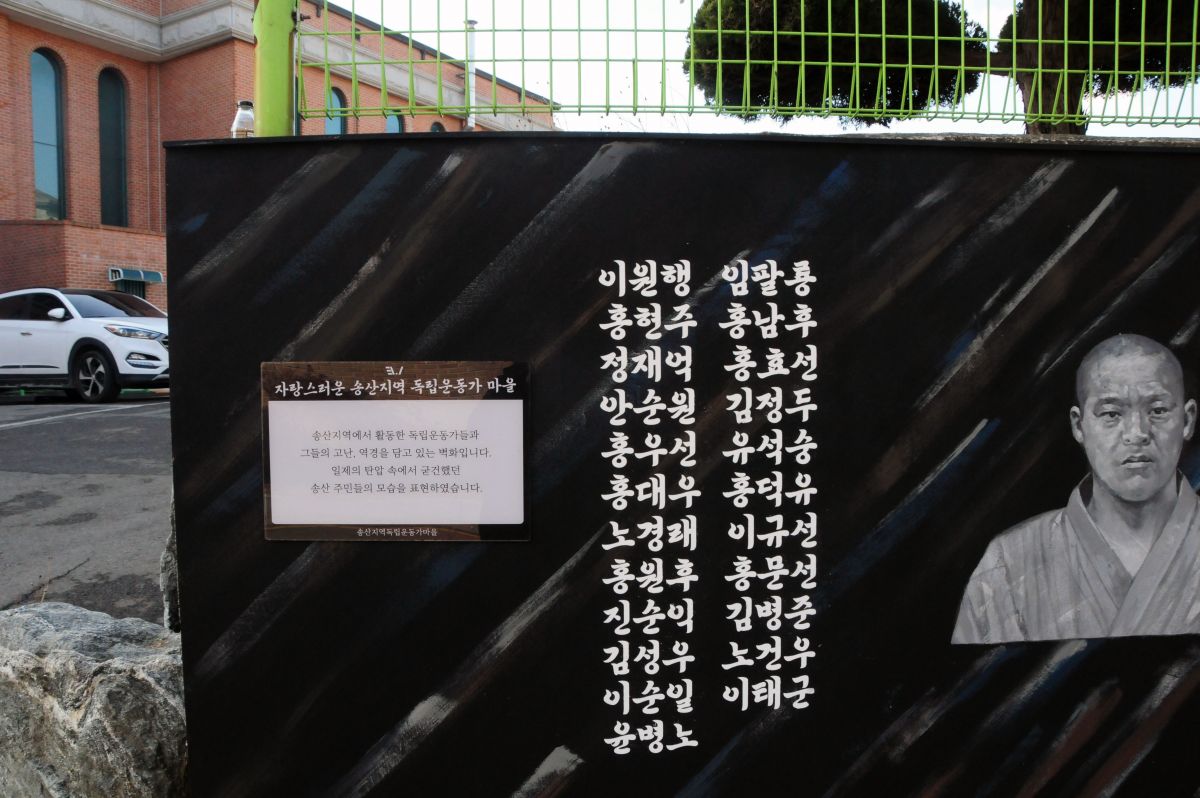 3.1
자랑스러운 송산지역 독립운동가 마을
송산지역에서 활동한 독립운동가들과
그들의 고난, 역경을 담고 있는 벽화입니다.
일제의 탄압 속에서 굳건했던
송산 주민들의 모습을 표현하였습니다.
송산지역독립운동가마을
이원행 임팔룡
홍헌주 홍남후
정재억 홍효선
안순원 김정두
홍우선 유석숭
홍대우 홍덕유
노경래 이규선
홍원후 홍문선
진순익 김병준
김성우 노건우
이순일 이태군
윤병노